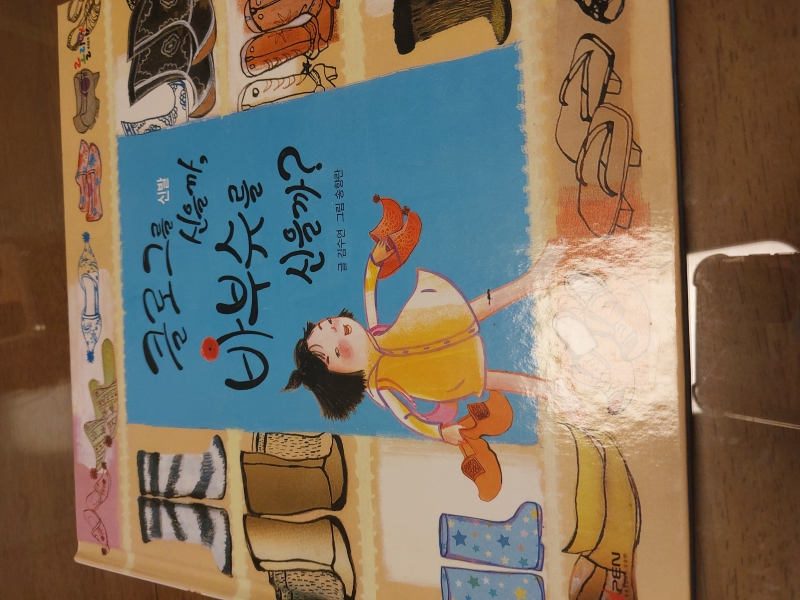 신발
클로그를
신을까,
바부슈를
신을까?
글 김수연 그림 송향란